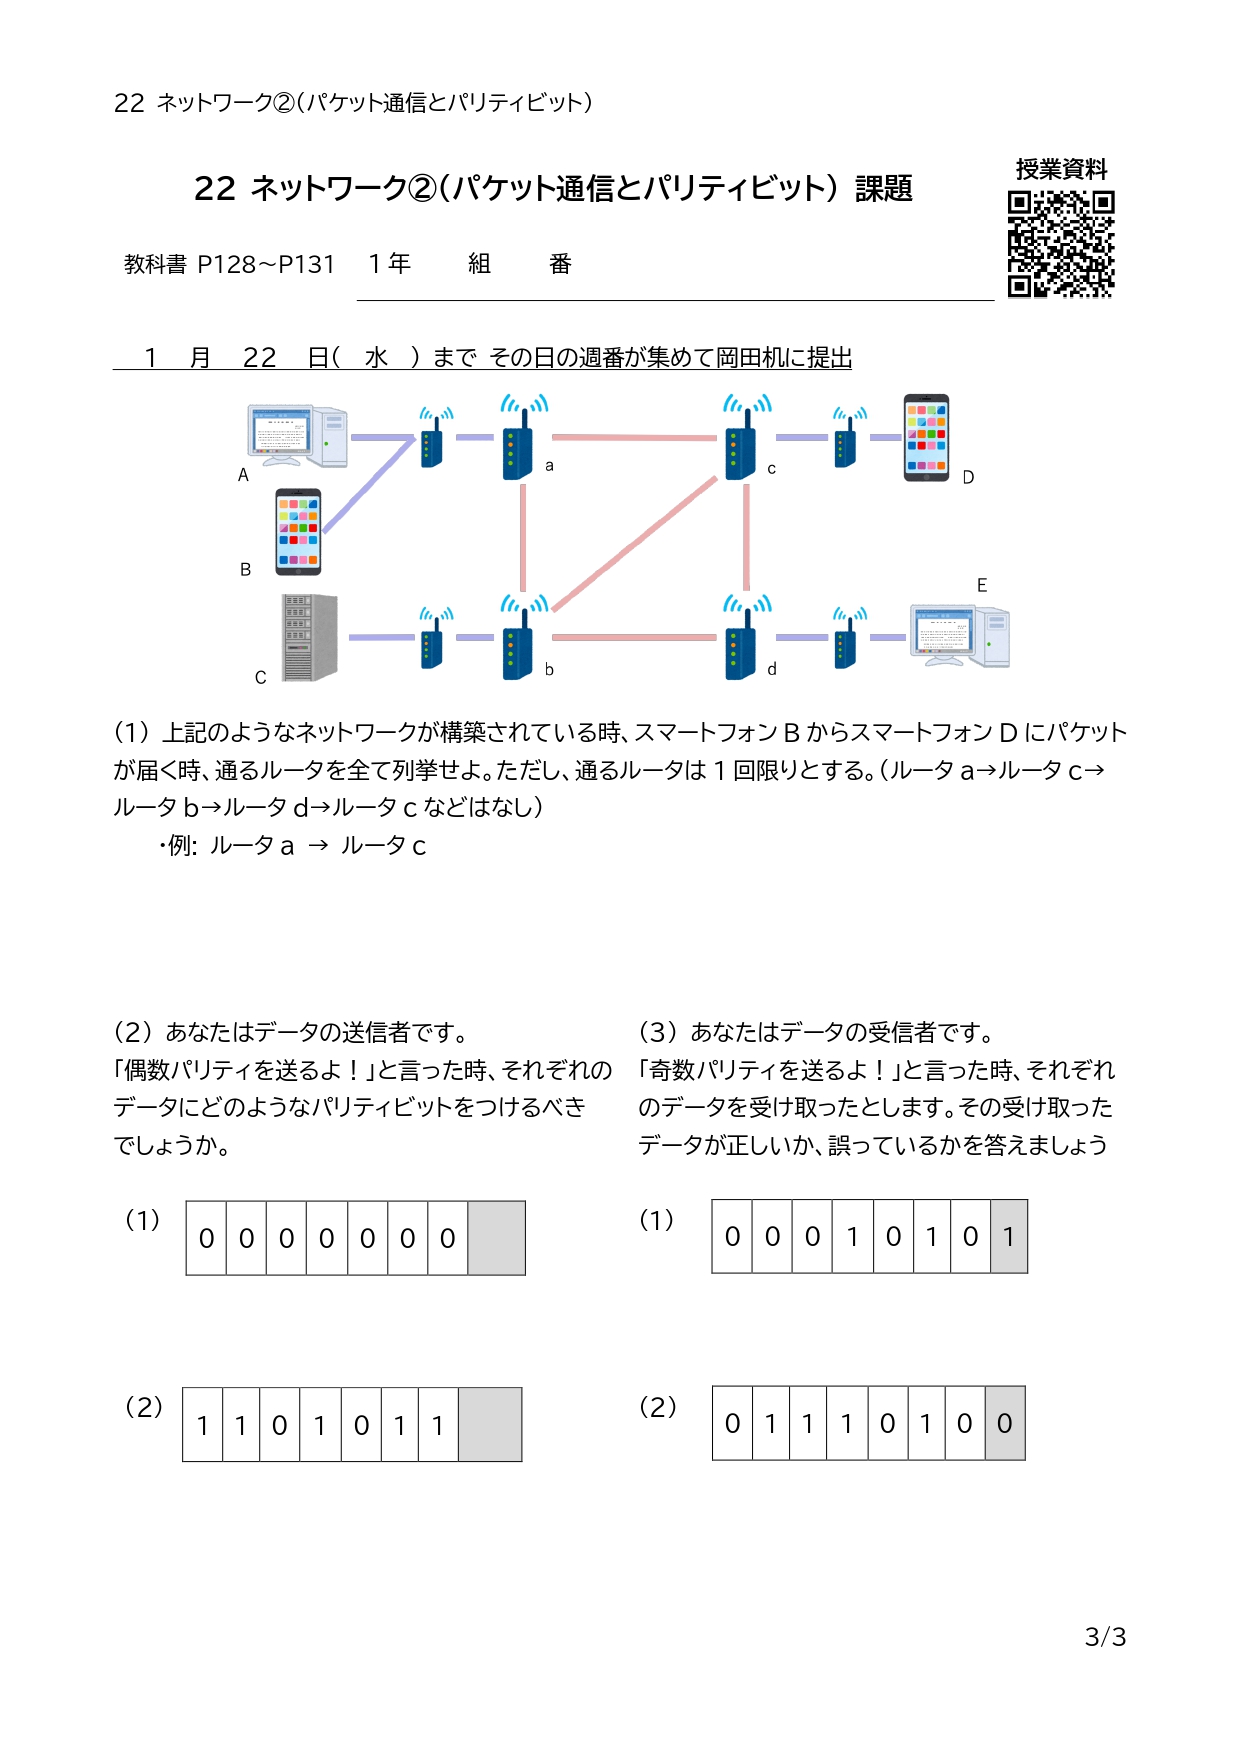 22 ネットワーク②(パケット通信とパリティビット)
22 ネットワーク②(パケット通信とパリティビット) 課題
授業資料
教科書 P128～P131 1年 組 番
1 月 22 日( 水 ) まで その日の週番が集めて岡田机に提出
A
a
c
D
B
E
C
b
d
(1) 上記のようなネットワークが構築されている時、スマートフォン B からスマートフォン D にパケット
が届く時、通るルータを全て列挙せよ。ただし、通るルータは 1 回限りとする。(ルータ a→ルータ c→
ルータ b→ルータ d→ルータ c などはなし)
・例: ルータ a → ルータ c
(2) あなたはデータの送信者です。
「偶数パリティを送るよ！」と言った時、それぞれの
データにどのようなパリティビットをつけるべき
でしょうか。
(1) 0 0 0 0 0 0 0
(2) 1 1 0 1 0 1 1
(3) あなたはデータの受信者です。
「奇数パリティを送るよ！」と言った時、それぞれ
のデータを受け取ったとします。その受け取った
データが正しいか、誤っているかを答えましょう
(1) 0 0 0 1 0 1 0 1
(2) 0 1 1 1 0 1 0 0
3/3